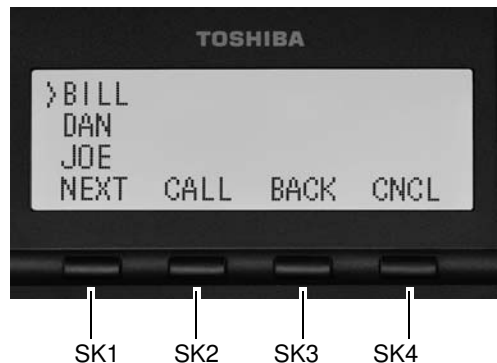 TOSHIBA
>BILL
DAN
JOE
NEXT CALL BACK CNCL
SK1 SK2 SK3 SK4